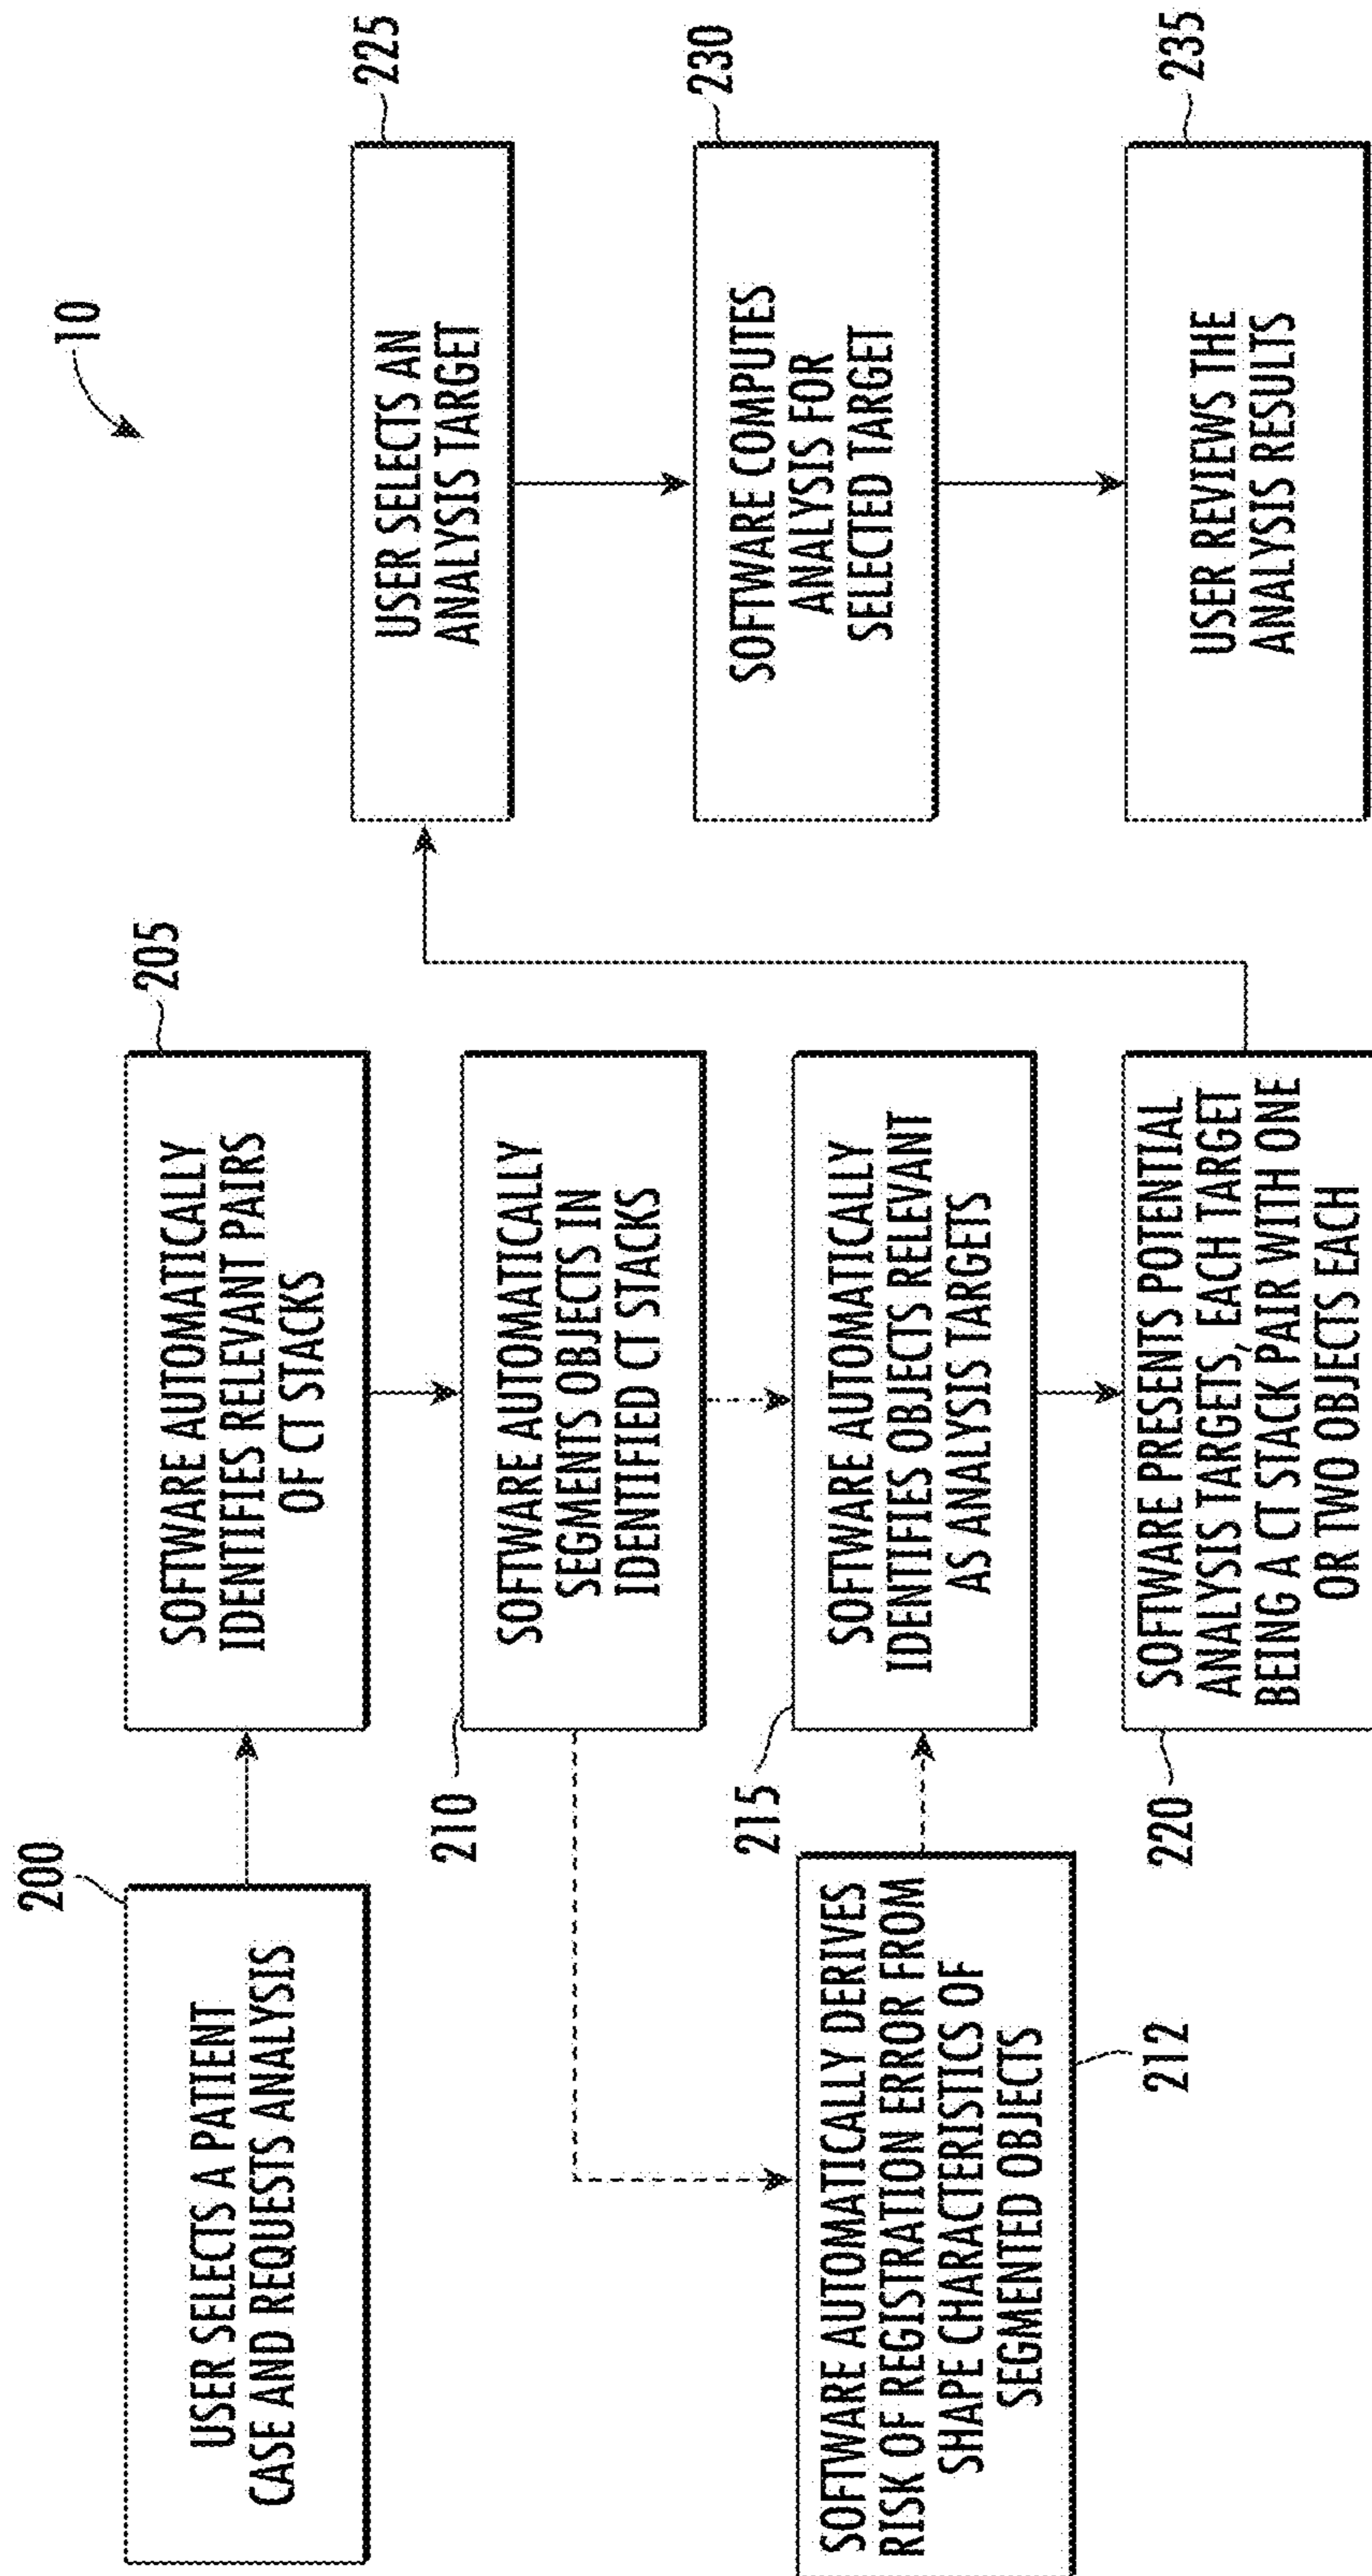 10
200
USER SELECTS A PATIENT
CASE AND REQUESTS ANALYSIS
205
SOFTWARE AUTOMATICALLY
IDENTIFIES RELEVANT PAIRS
OF CT STACKS
210
SOFTWARE AUTOMATICALLY
SEGMENTS OBJECTS IN
IDENTIFIED CT STACKS
SOFTWARE AUTOMATICALLY DERIVES
RISK OF REGISTRATION ERROR FROM
SHAPE CHARACTERISTICS OF
SEGMENTED OBJECTS
212
215
SOFTWARE AUTOMATICALLY
IDENTIFIES OBJECTS RELEVANT
AS ANALYSIS TARGETS
220
SOFTWARE PRESENTS POTENTIAL
ANALYSIS TARGETS, EACH TARGET
BEING A CT STACK PAIR WITH ONE
OR TWO OBJECTS EACH
225
USER SELECTS AN
ANALYSIS TARGET
230
SOFTWARE COMPUTES
ANALYSIS FOR
SELECTED TARGET
235
USER REVIEWS THE
ANALYSIS RESULTS